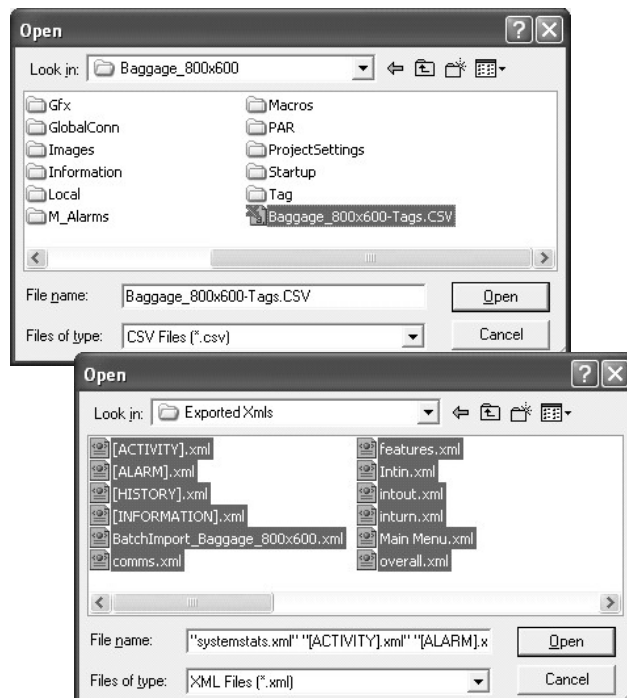 Open
Look in: Baggage_800x600
Gfx
GlobalConn
Images
Information
Local
M_Alarms
Macros
PAR
ProjectSettings
Startup
Tag
Baggage_800x600-Tags.CSV
File name: Baggage_800x600-Tags.CSV Open
Files of type: CSV Files (*.csv) Cancel
Open
Look in: Exported Xmls
[ACTIVITY].xml
[ALARM].xml
[HISTORY].xml
[INFORMATION].xml
BatchImport_Baggage_800x600.xml
comms.xml
features.xml
Intin.xml
intout.xml
inturn.xml
Main Menu.xml
overall.xml
File name: "systemstats.xml" "[ACTIVITY].xml" "[ALARM].x Open
Files of type: XML Files (*.xml) Cancel